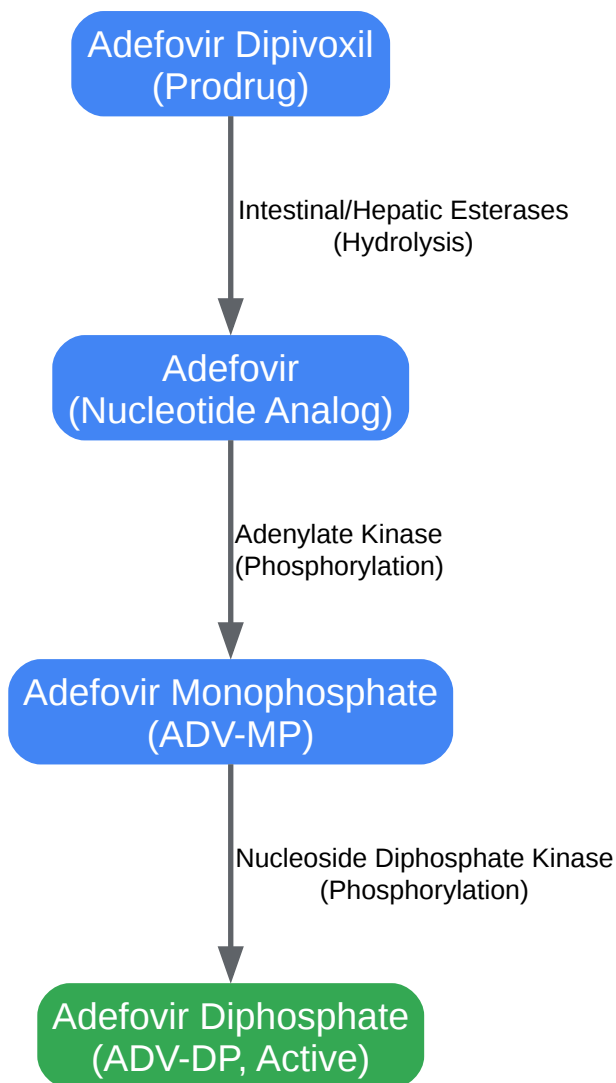 Adefovir Dipivoxil
(Prodrug)
Intestinal/Hepatic Esterases
(Hydrolysis)
Adefovir
(Nucleotide Analog)
Adenylate Kinase
(Phosphorylation)
Adefovir Monophosphate
(ADV-MP)
Nucleoside Diphosphate Kinase
(Phosphorylation)
Adefovir Diphosphate
(ADV-DP, Active)